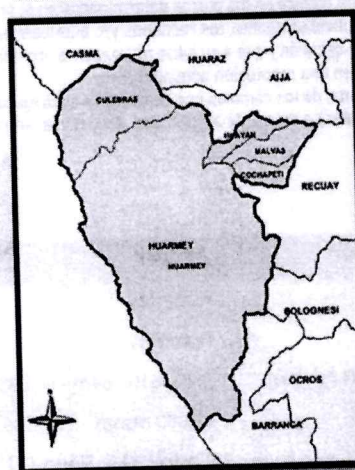 CASMA
HUARAZ
AIJA
CULEBRAS
HUAYAN
MALVAS
COCHAPETI
RECUAY
HUARMEY
HUARMEY
BOLOGNESI
OCROS
BARRANCA